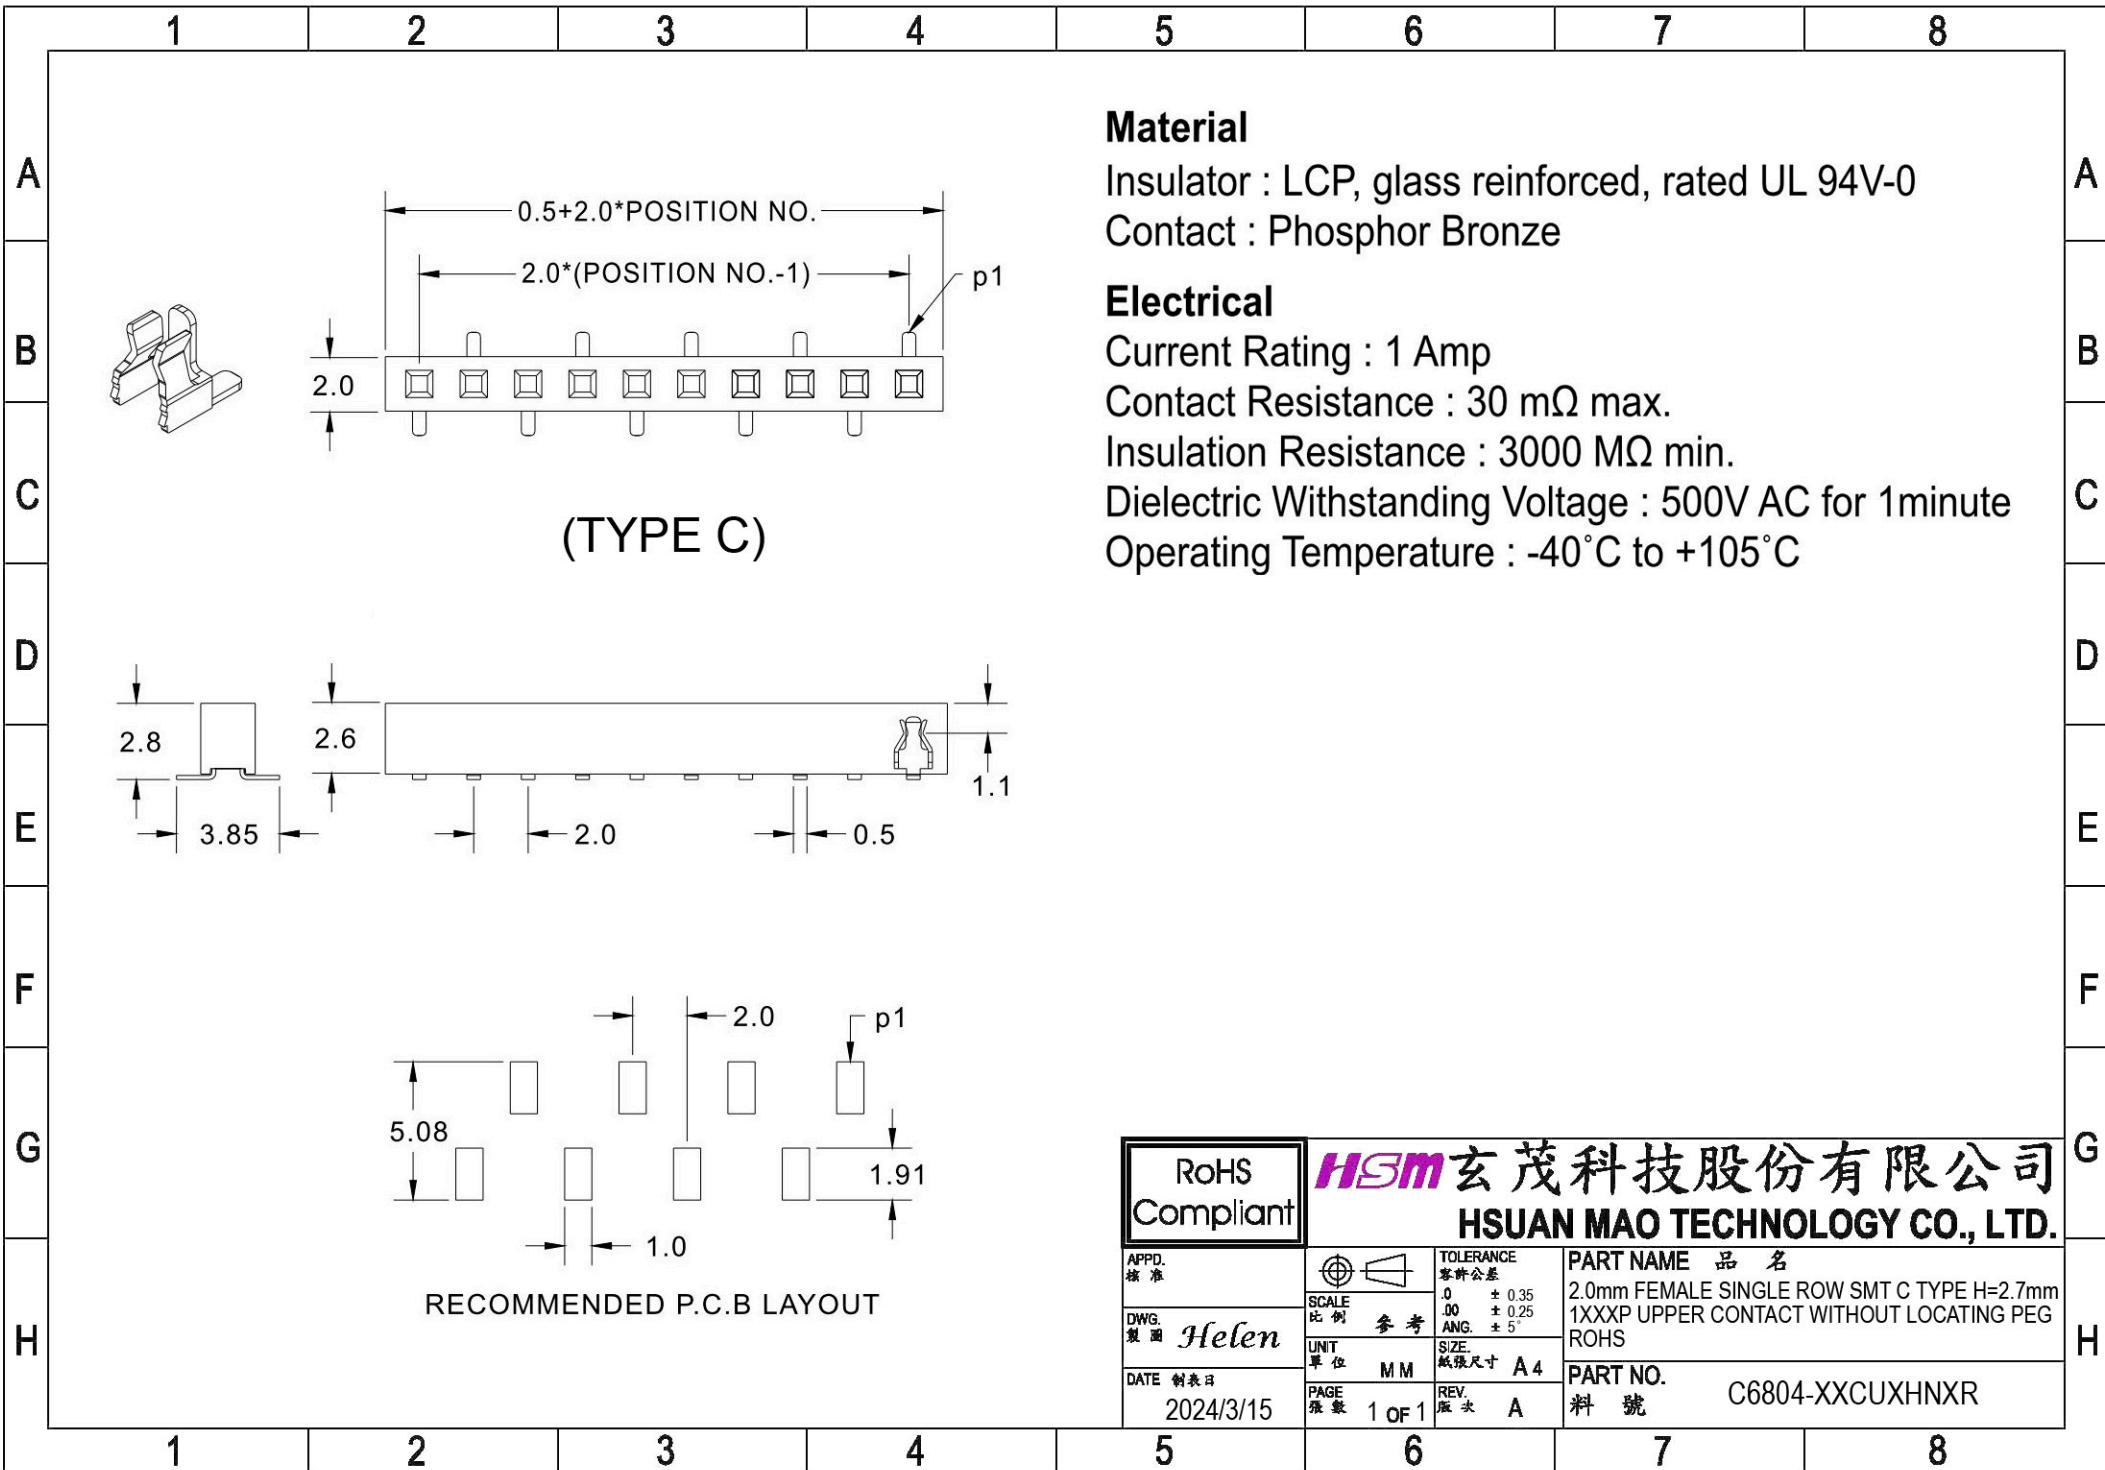 1 2 3 4 5 6 7 8
A A
B B
C C
D D
E E
F F
G G
H H
0.5+2.0*POSITION NO.
2.0*(POSITION NO.-1)
p1
2.0
(TYPE C)
Material
Insulator : LCP, glass reinforced, rated UL 94V-0
Contact : Phosphor Bronze
Electrical
Current Rating : 1 Amp
Contact Resistance : 30 mΩ max.
Insulation Resistance : 3000 MΩ min.
Dielectric Withstanding Voltage : 500V AC for 1minute
Operating Temperature : -40˚C to +105˚C
2.8
2.6
1.1
3.85
2.0
0.5
2.0
p1
5.08
1.91
1.0
RECOMMENDED P.C.B LAYOUT
RoHS
Compliant
HSM 玄茂科技股份有限公司
HSUAN MAO TECHNOLOGY CO., LTD.
APPD.
核 准
DWG.
製 圖 Helen
DATE 制表日
2024/3/15
SCALE
比 例 參 考
UNIT
單 位 MM
PAGE
張 數 1 OF 1
TOLERANCE
容許公差
.0 ± 0.35
.00 ± 0.25
ANG. ± 5°
SIZE.
紙張尺寸 A4
REV.
版 次 A
PART NAME 品 名
2.0mm FEMALE SINGLE ROW SMT C TYPE H=2.7mm
1XXXP UPPER CONTACT WITHOUT LOCATING PEG
ROHS
PART NO.
料 號 C6804-XXCUXHNXR
1 2 3 4 5 6 7 8